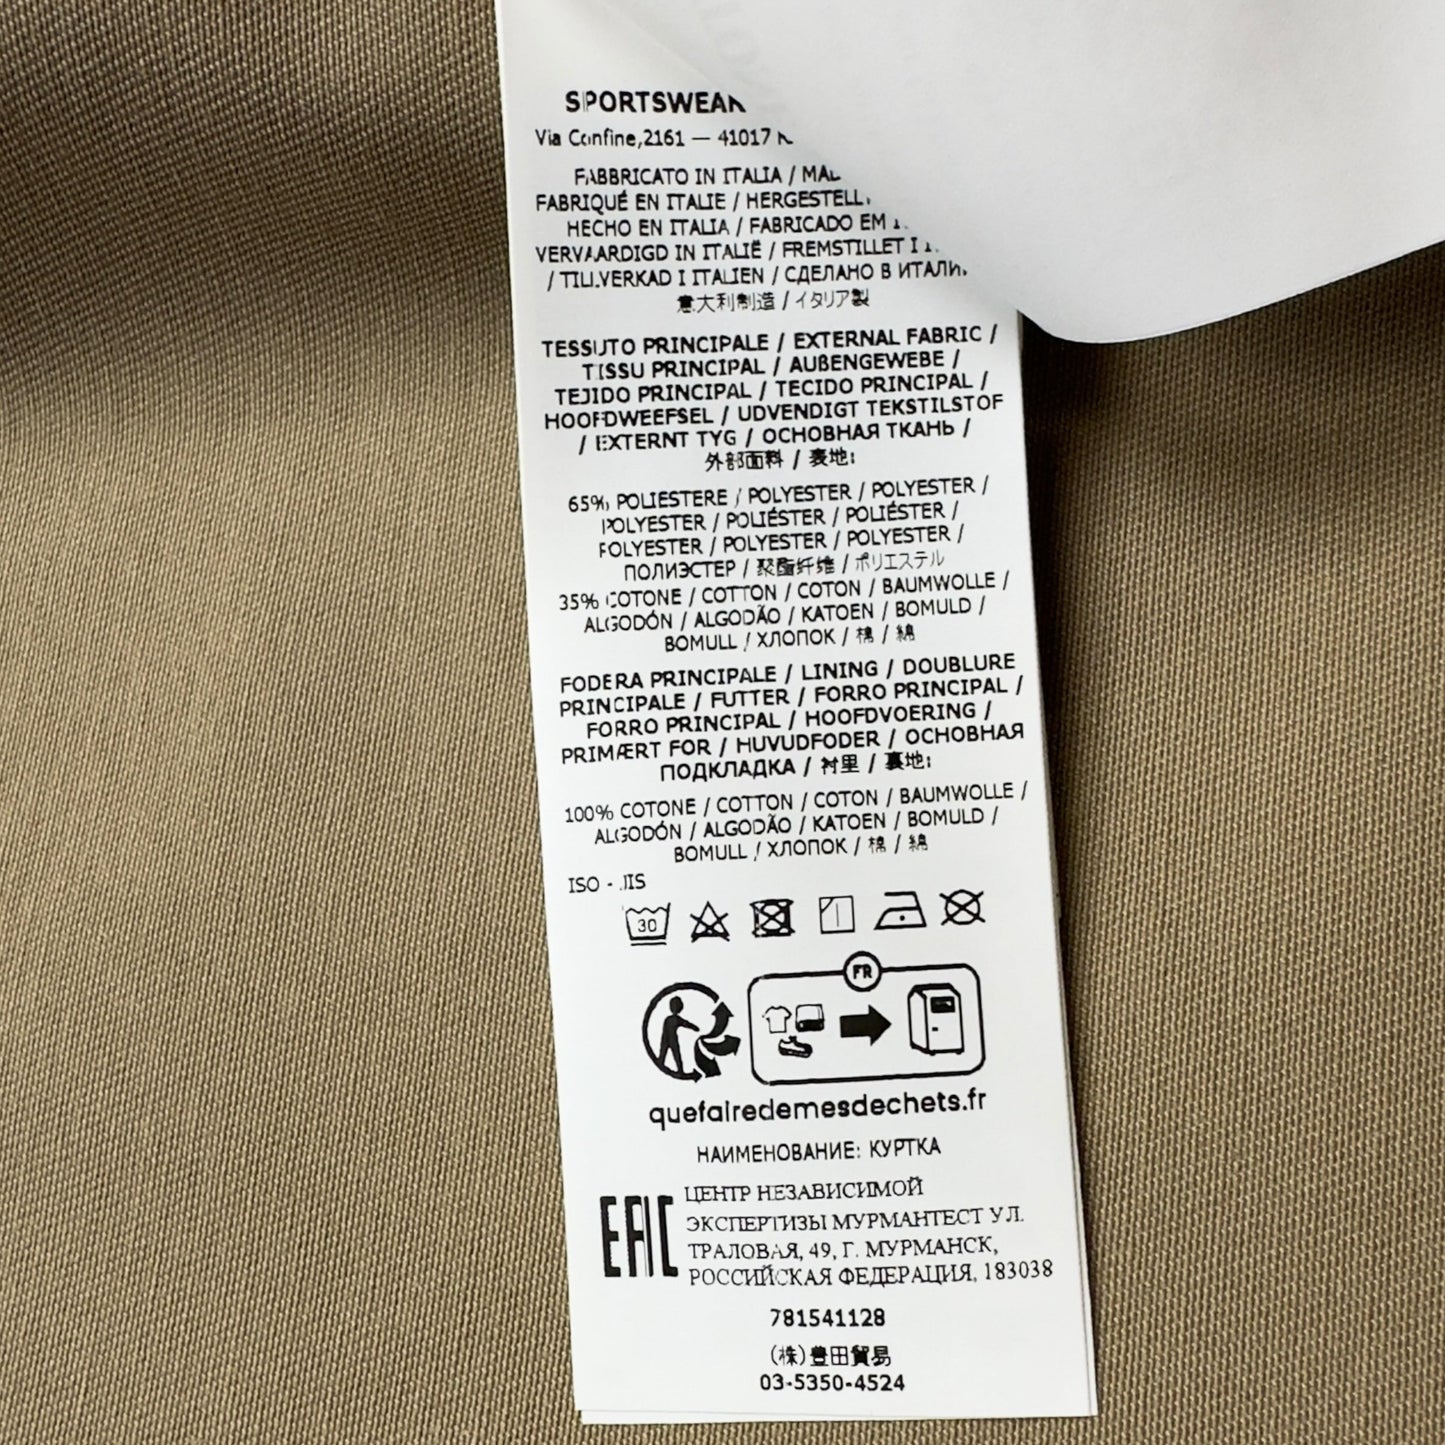 SPORTSWEAR
Via Confine,2161 — 41017
FABBRICATO IN ITALIA /
FABRIQUÉ EN ITALIE /
HECHO EN ITALIA / FABRICADO EM
VERVAARDIGD IN ITALIË / FREMSTILLET I
/ TILLVERKAD I ITALIEN / СДЕЛАНО В
意大利制造 / イタリア製
TESSUTO PRINCIPALE / EXTERNAL FABRIC /
TISSU PRINCIPAL / AUßENGEWEBE /
TEJIDO PRINCIPAL / TECIDO PRINCIPAL /
HOOFDWEEFSEL / UDVENDIGT TEKSTILSTOF
/ EXTERNT TYG / ОСНОВНАЯ ТКАНЬ /
外部面料 / 表地:
65% POLIESTERE / POLYESTER / POLYESTER /
POLYESTER / POLIÉSTER / POLIÉSTER /
POLYESTER / POLYESTER / POLYESTER /
ПОЛИЭСТЕР / 聚酯纤维 / ポリエステル
35% COTONE / COTTON / COTON / BAUMWOLLE /
ALGODÓN / ALGODÃO / KATOEN / BOMULD /
BOMULL / ХЛОПОК / 棉 / 綿
FODERA PRINCIPALE / LINING / DOUBLURE
PRINCIPALE / FUTTER / FORRO PRINCIPAL /
FORRO PRINCIPAL / HOOFDVOERING /
PRIMÆRT FOR / HUVUDFODER / ОСНОВНАЯ
ПОДКЛАДКА / 衬里 / 裏地:
100% COTONE / COTTON / COTON / BAUMWOLLE /
ALGODÓN / ALGODÃO / KATOEN / BOMULD /
BOMULL / ХЛОПОК / 棉 / 綿
ISO - JIS
30
FR
quefairedemesdechets.fr
НАИМЕНОВАНИЕ: КУРТКА
EAC
ЦЕНТР НЕЗАВИСИМОЙ
ЭКСПЕРТИЗЫ МУРМАНТЕСТ УЛ.
ТРАЛОВАЯ, 49, Г. МУРМАНСК,
РОССИЙСКАЯ ФЕДЕРАЦИЯ, 183038
781541128
(株)豊田貿易
03-5350-4524